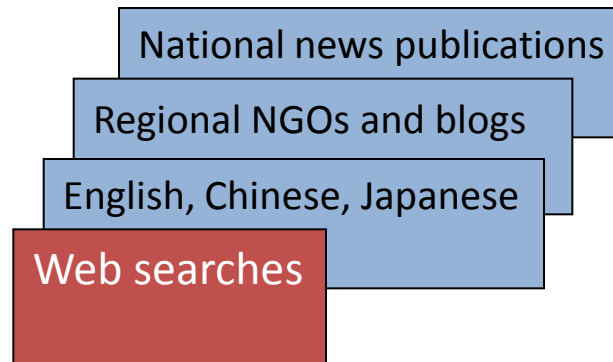 National news publications
Regional NGOs and blogs
English, Chinese, Japanese
Web searches